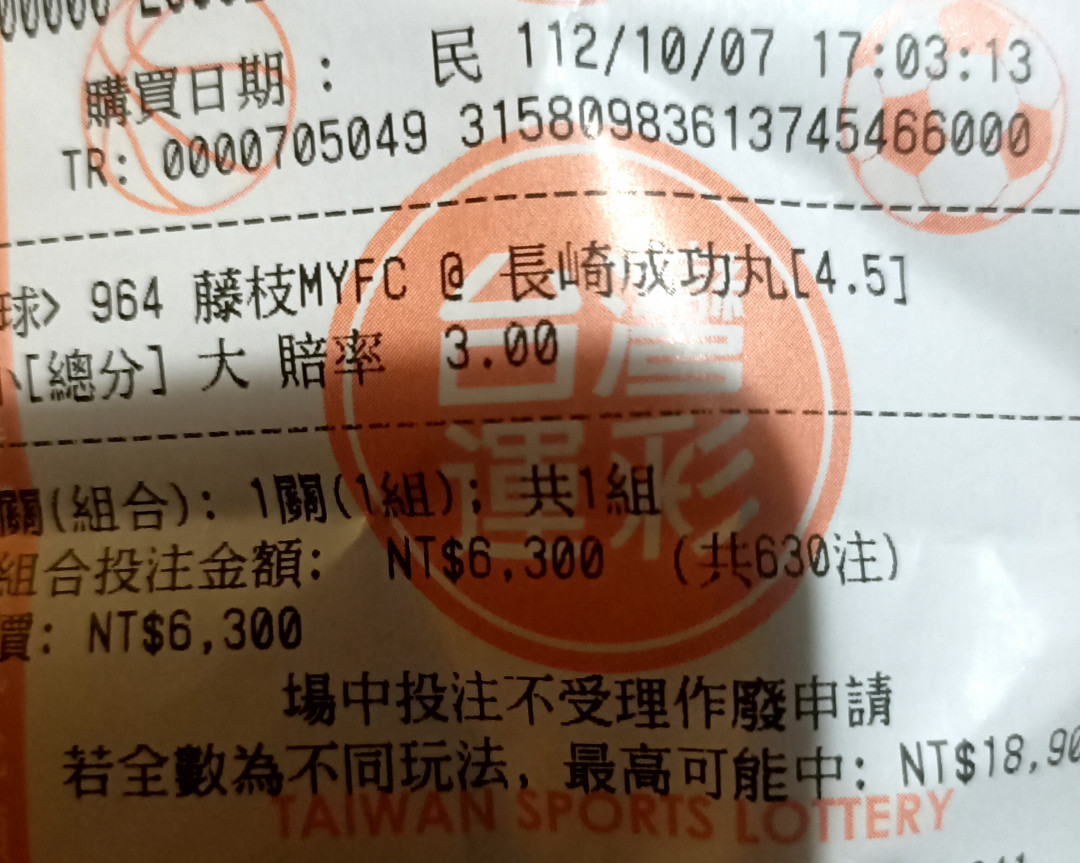 購買日期： 民 112/10/07 17:03:13
TR: 0000705049 31580983613745466000
球> 964 藤枝MYFC @ 長崎成功丸[4.5]
小[總分] 大 賠率 3.00
台灣
運彩
關(組合): 1關(1組); 共1組
組合投注金額: NT$6,300 (共630注)
賣: NT$6,300
場中投注不受理作廢申請
若全數為不同玩法, 最高可能中: NT$18,90
TAIWAN SPORTS LOTTERY